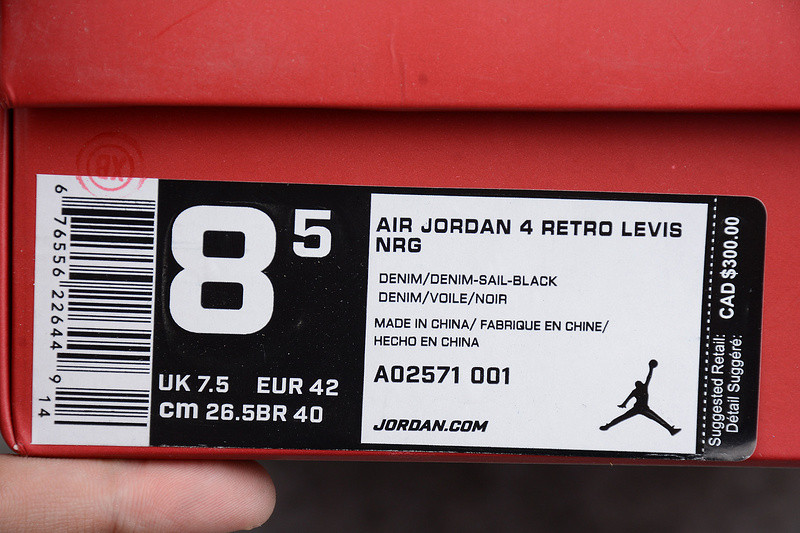 RX
6 76556 22644 9 14
8 5
UK 7.5 EUR 42
cm 26.5BR 40
AIR JORDAN 4 RETRO LEVIS
NRG
DENIM/DENIM-SAIL-BLACK
DENIM/VOILE/NOIR
MADE IN CHINA/ FABRIQUE EN CHINE/
HECHO EN CHINA
AO2571 001
JORDAN.COM
Suggested Retail:
Détail Suggéré:
CAD $300.00